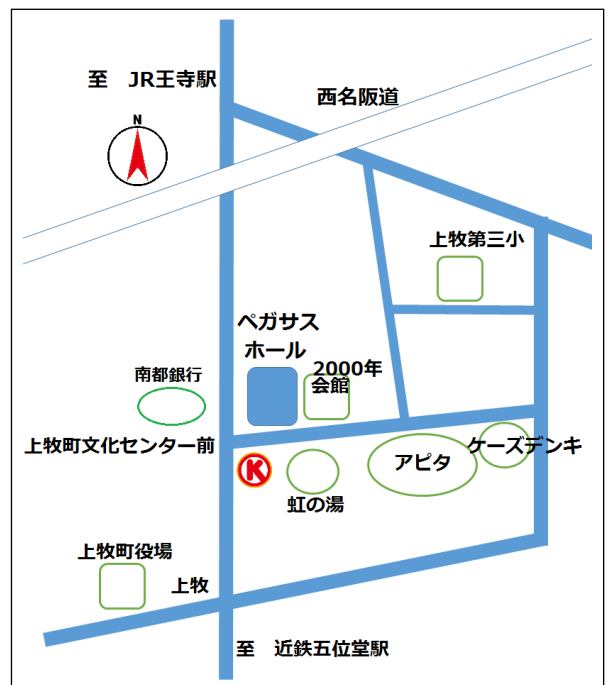 至 JR王寺駅
西名阪道
N
上牧第三小
ペガサス
ホール
2000年
会館
南都銀行
上牧町文化センター前
K
アピタ
ケーズデンキ
虹の湯
上牧町役場
上牧
至 近鉄五位堂駅